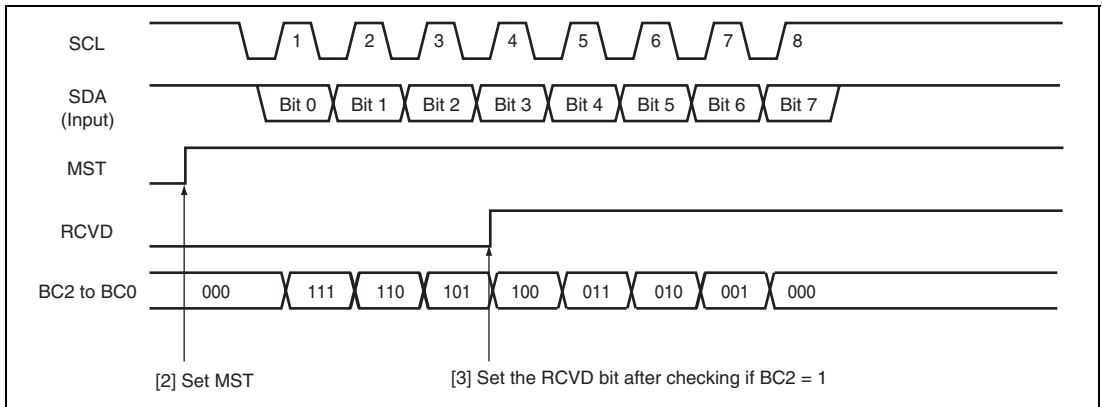 SCL 1 2 3 4 5 6 7 8
SDA
(Input)
Bit 0 Bit 1 Bit 2 Bit 3 Bit 4 Bit 5 Bit 6 Bit 7
MST
RCVD
BC2 to BC0 000 111 110 101 100 011 010 001 000
[2] Set MST [3] Set the RCVD bit after checking if BC2 = 1